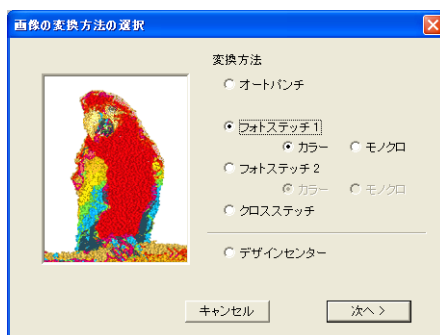 画像の変換方法の選択
変換方法
オートパンチ
フォトステッチ1
カラー モノクロ
フォトステッチ2
カラー モノクロ
クロスステッチ
デザインセンター
キャンセル 次へ >